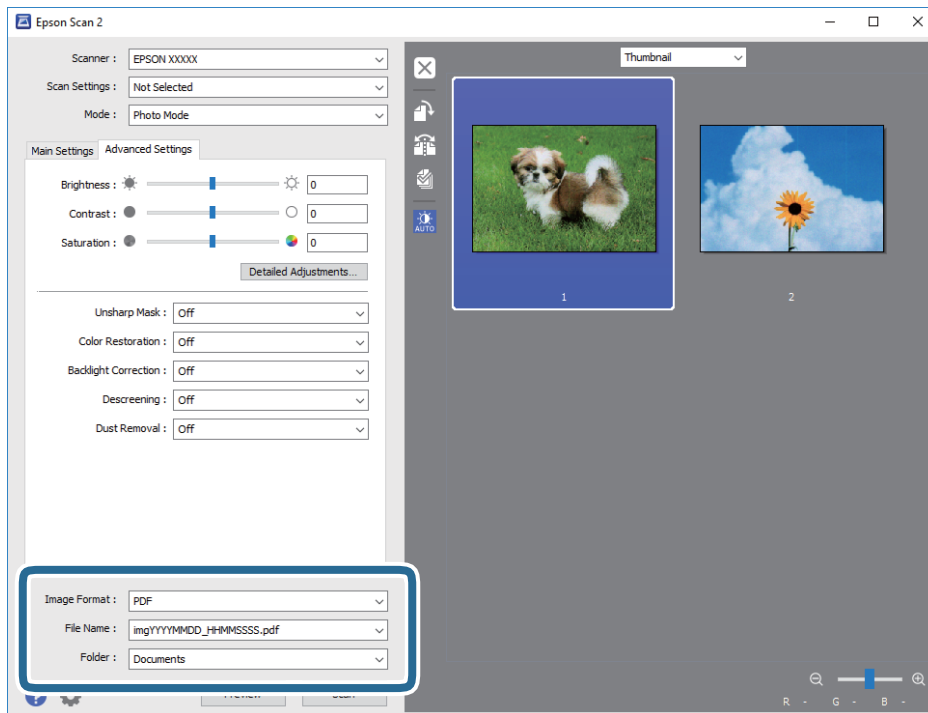 Epson Scan 2
Scanner : EPSON XXXXX
Scan Settings : Not Selected
Mode : Photo Mode
Main Settings Advanced Settings
Brightness : 0
Contrast : 0
Saturation : 0
Detailed Adjustments...
Unsharp Mask : Off
Color Restoration : Off
Backlight Correction : Off
Descreening : Off
Dust Removal : Off
Image Format : PDF
File Name : imgYYYYMMDD_HHMMSSSS.pdf
Folder : Documents
?
Thumbnail
AUTO
1 2
R - G - B -